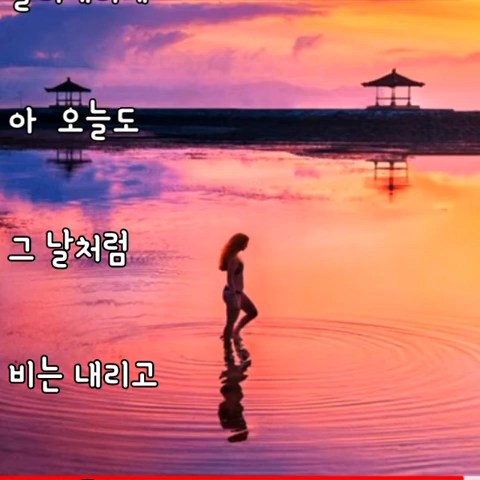 아 오늘도
그 날처럼
비는 내리고